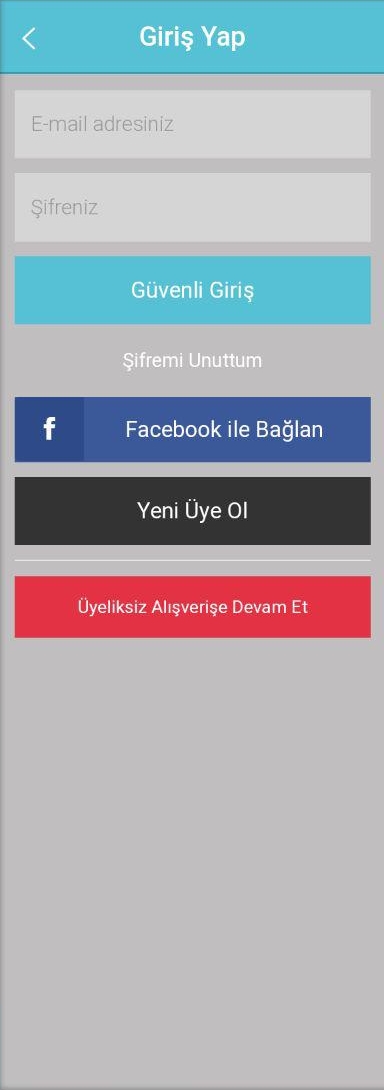 Giriş Yap
E-mail adresiniz
Şifreniz
Güvenli Giriş
Şifremi Unuttum
f Facebook ile Bağlan
Yeni Üye Ol
Üyeliksiz Alışverişe Devam Et